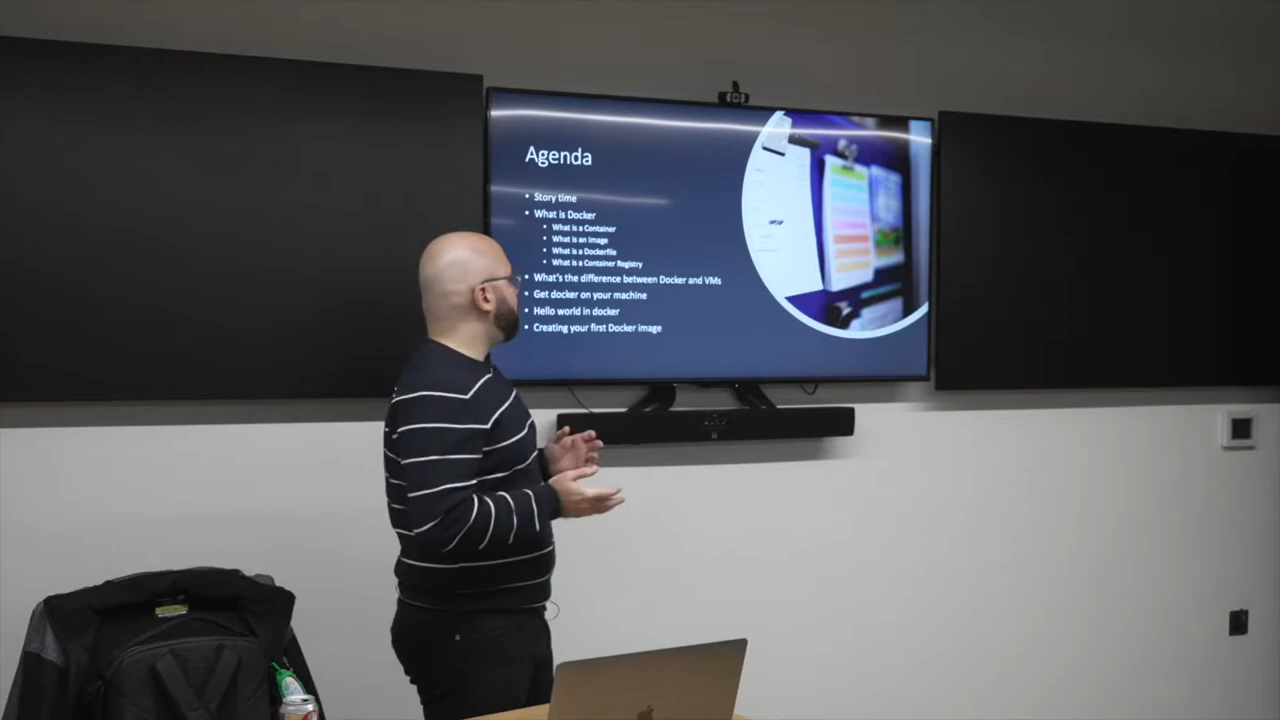 Agenda
• Story time
• What is Docker
• What is a Container
• What is an Image
• What is a Dockerfile
• What is a Container Registry
• What's the difference between Docker and VMs
• Get docker on your machine
• Hello world in docker
• Creating your first Docker image